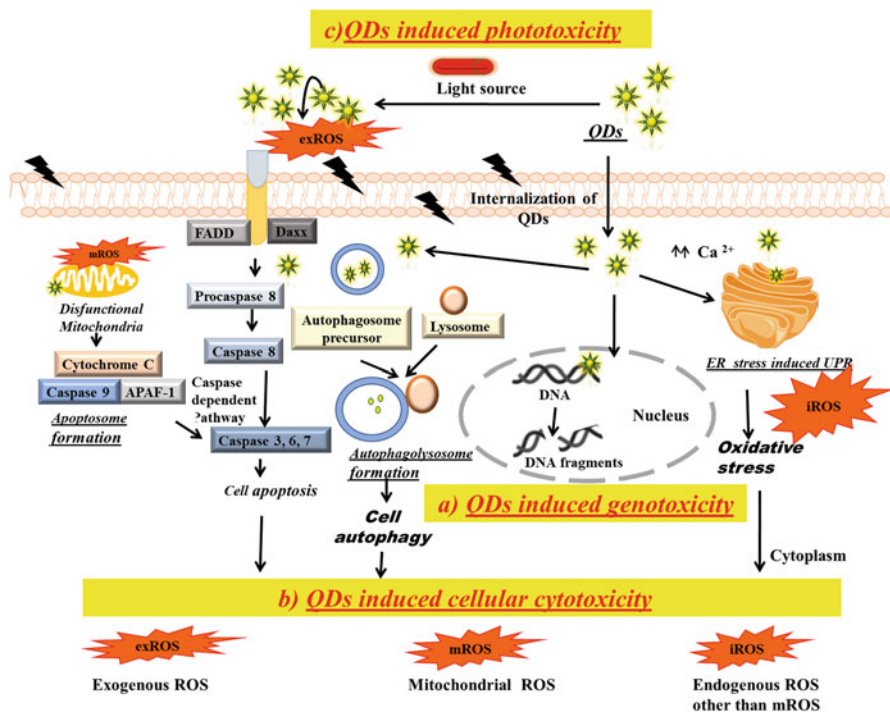 c)QDs induced phototoxicity
Light source
exROS
QDs
Internalization of
QDs
FADD
Daxx
mROS
↑↑ Ca 2+
Disfunctional
Mitochondria
Procaspase 8
Autophagosome
precursor
Lysosome
Cytochrome C
Caspase 8
ER stress induced UPR
Caspase 9
APAF-1
Caspase
dependent
Pathway
DNA
Nucleus
iROS
Apoptosome
formation
Caspase 3, 6, 7
Autophagolysosome
formation
DNA fragments
Oxidative
stress
Cell apoptosis
Cell
autophagy
a) QDs induced genotoxicity
Cytoplasm
b) QDs induced cellular cytotoxicity
exROS
mROS
iROS
Exogenous ROS
Mitochondrial ROS
Endogenous ROS
other than mROS